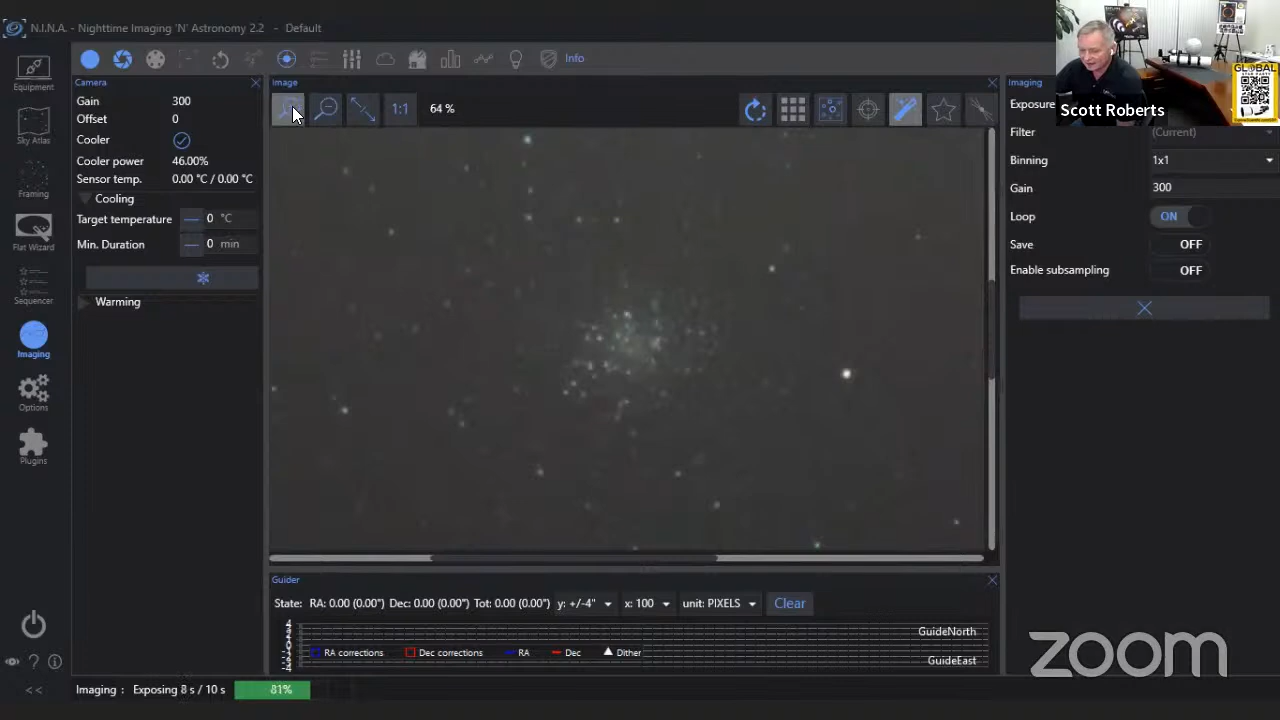 N.I.N.A. - Nighttime Imaging 'N' Astronomy 2.2 - Default
Info
Equipment
Sky Atlas
Framing
Flat Wizard
Sequencer
Imaging
Options
Plugins
<<
Camera
Gain 300
Offset 0
Cooler
Cooler power 46.00%
Sensor temp. 0.00 °C / 0.00 °C
Cooling
Target temperature 0 °C
Min. Duration 0 min
Warming
Image
1:1 64 %
Guider
State: RA: 0.00 (0.00") Dec: 0.00 (0.00") Tot: 0.00 (0.00") y: +/-4" x: 100 unit: PIXELS Clear
4
GuideNorth
RA corrections Dec corrections RA Dec Dither
GuideEast
Imaging : Exposing 8 s / 10 s 81%
Scott Roberts
GLOBAL
STAR PARTY
Imaging
Exposure
Filter (Current)
Binning 1x1
Gain 300
Loop ON
Save OFF
Enable subsampling OFF
zoom